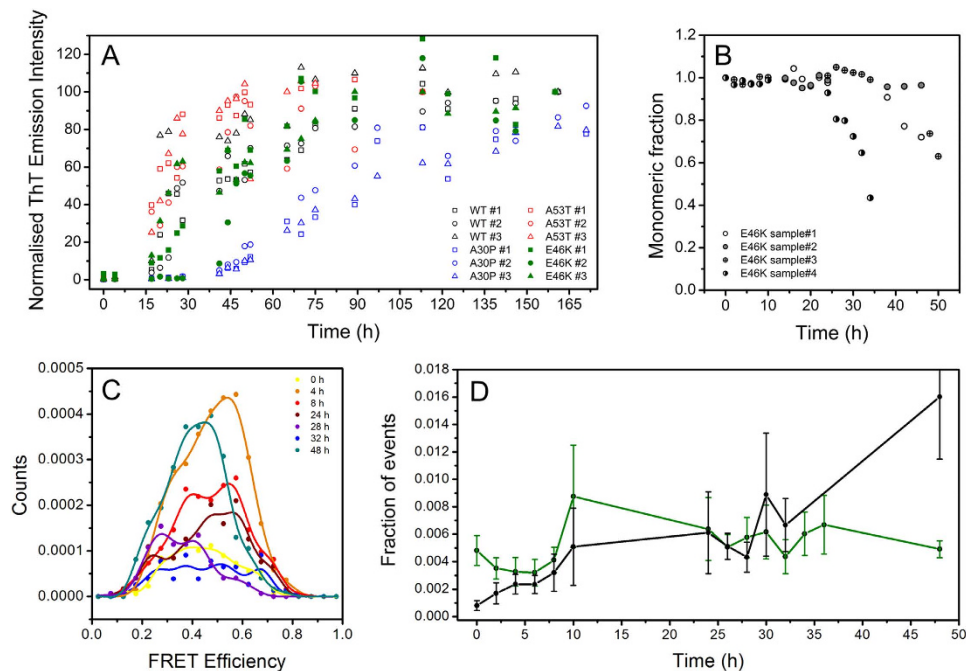 A
Normalised ThT Emission Intensity
120
100
80
60
40
20
0
0 15 30 45 60 75 90 105 120 135 150 165
Time (h)
WT #1
WT #2
WT #3
A30P #1
A30P #2
A30P #3
A53T #1
A53T #2
A53T #3
E46K #1
E46K #2
E46K #3
B
Monomeric fraction
1.2
1.0
0.8
0.6
0.4
0.2
0.0
0 10 20 30 40 50
Time (h)
E46K sample#1
E46K sample#2
E46K sample#3
E46K sample#4
C
Counts
0.0005
0.0004
0.0003
0.0002
0.0001
0.0000
0.0 0.2 0.4 0.6 0.8 1.0
FRET Efficiency
0 h
4 h
8 h
24 h
28 h
32 h
48 h
D
Fraction of events
0.018
0.016
0.014
0.012
0.010
0.008
0.006
0.004
0.002
0.000
0 5 10 15 20 25 30 35 40 45 50
Time (h)